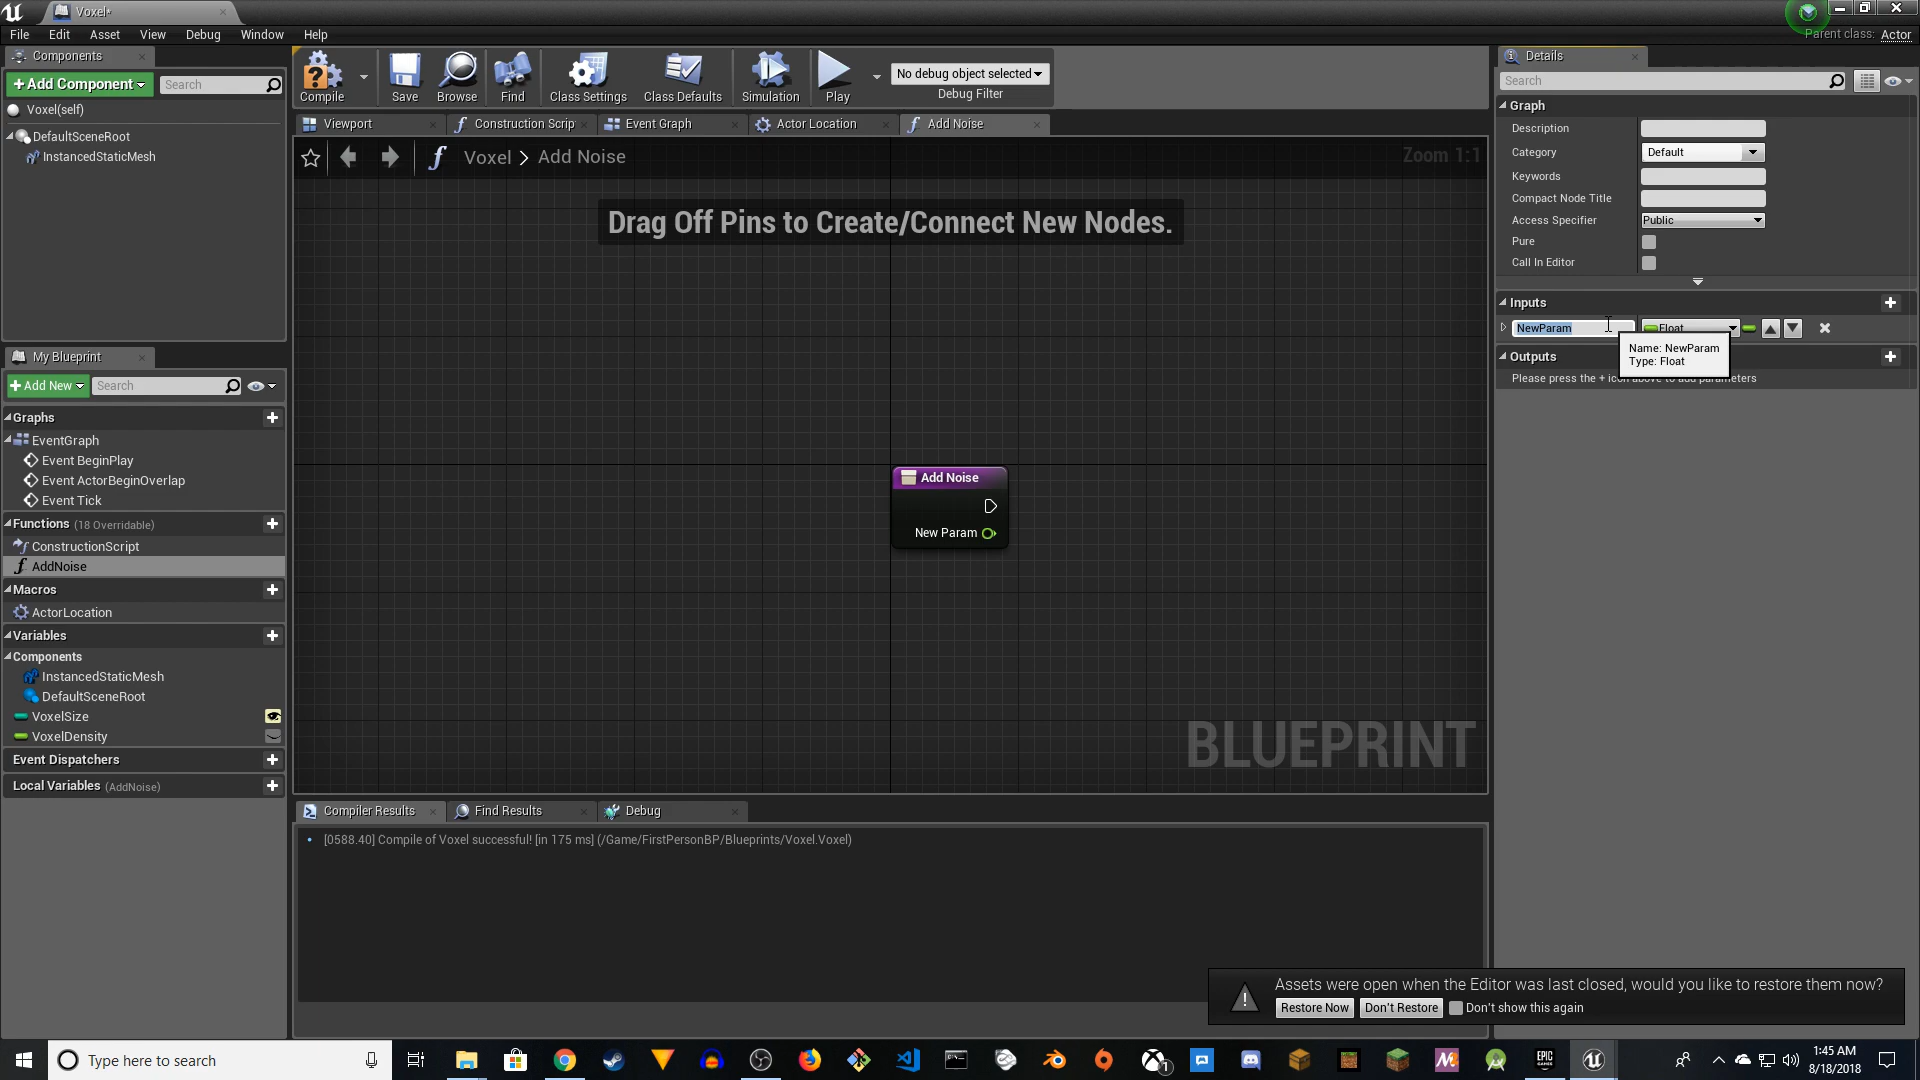 Voxel*
File Edit Asset View Debug Window Help
Parent class: Actor
Components
+Add Component Search
Voxel(self)
DefaultSceneRoot
InstancedStaticMesh
Compile Save Browse Find Class Settings Class Defaults Simulation Play
No debug object selected
Debug Filter
Viewport Construction Scrip Event Graph Actor Location Add Noise
Voxel > Add Noise
Zoom 1:1
Drag Off Pins to Create/Connect New Nodes.
Add Noise
New Param
BLUEPRINT
My Blueprint
+Add New Search
Graphs
EventGraph
Event BeginPlay
Event ActorBeginOverlap
Event Tick
Functions (18 Overridable)
ConstructionScript
AddNoise
Macros
ActorLocation
Variables
Components
InstancedStaticMesh
DefaultSceneRoot
VoxelSize
VoxelDensity
Event Dispatchers
Local Variables (AddNoise)
Compiler Results Find Results Debug
[0588.40] Compile of Voxel successful! [in 175 ms] (/Game/FirstPersonBP/Blueprints/Voxel.Voxel)
Details
Search
Graph
Description
Category Default
Keywords
Compact Node Title
Access Specifier Public
Pure
Call In Editor
Inputs
NewParam Float
Name: NewParam
Type: Float
Outputs
Please press the + icon above to add parameters
Assets were open when the Editor was last closed, would you like to restore them now?
Restore Now Don't Restore Don't show this again
Type here to search
1:45 AM
8/18/2018